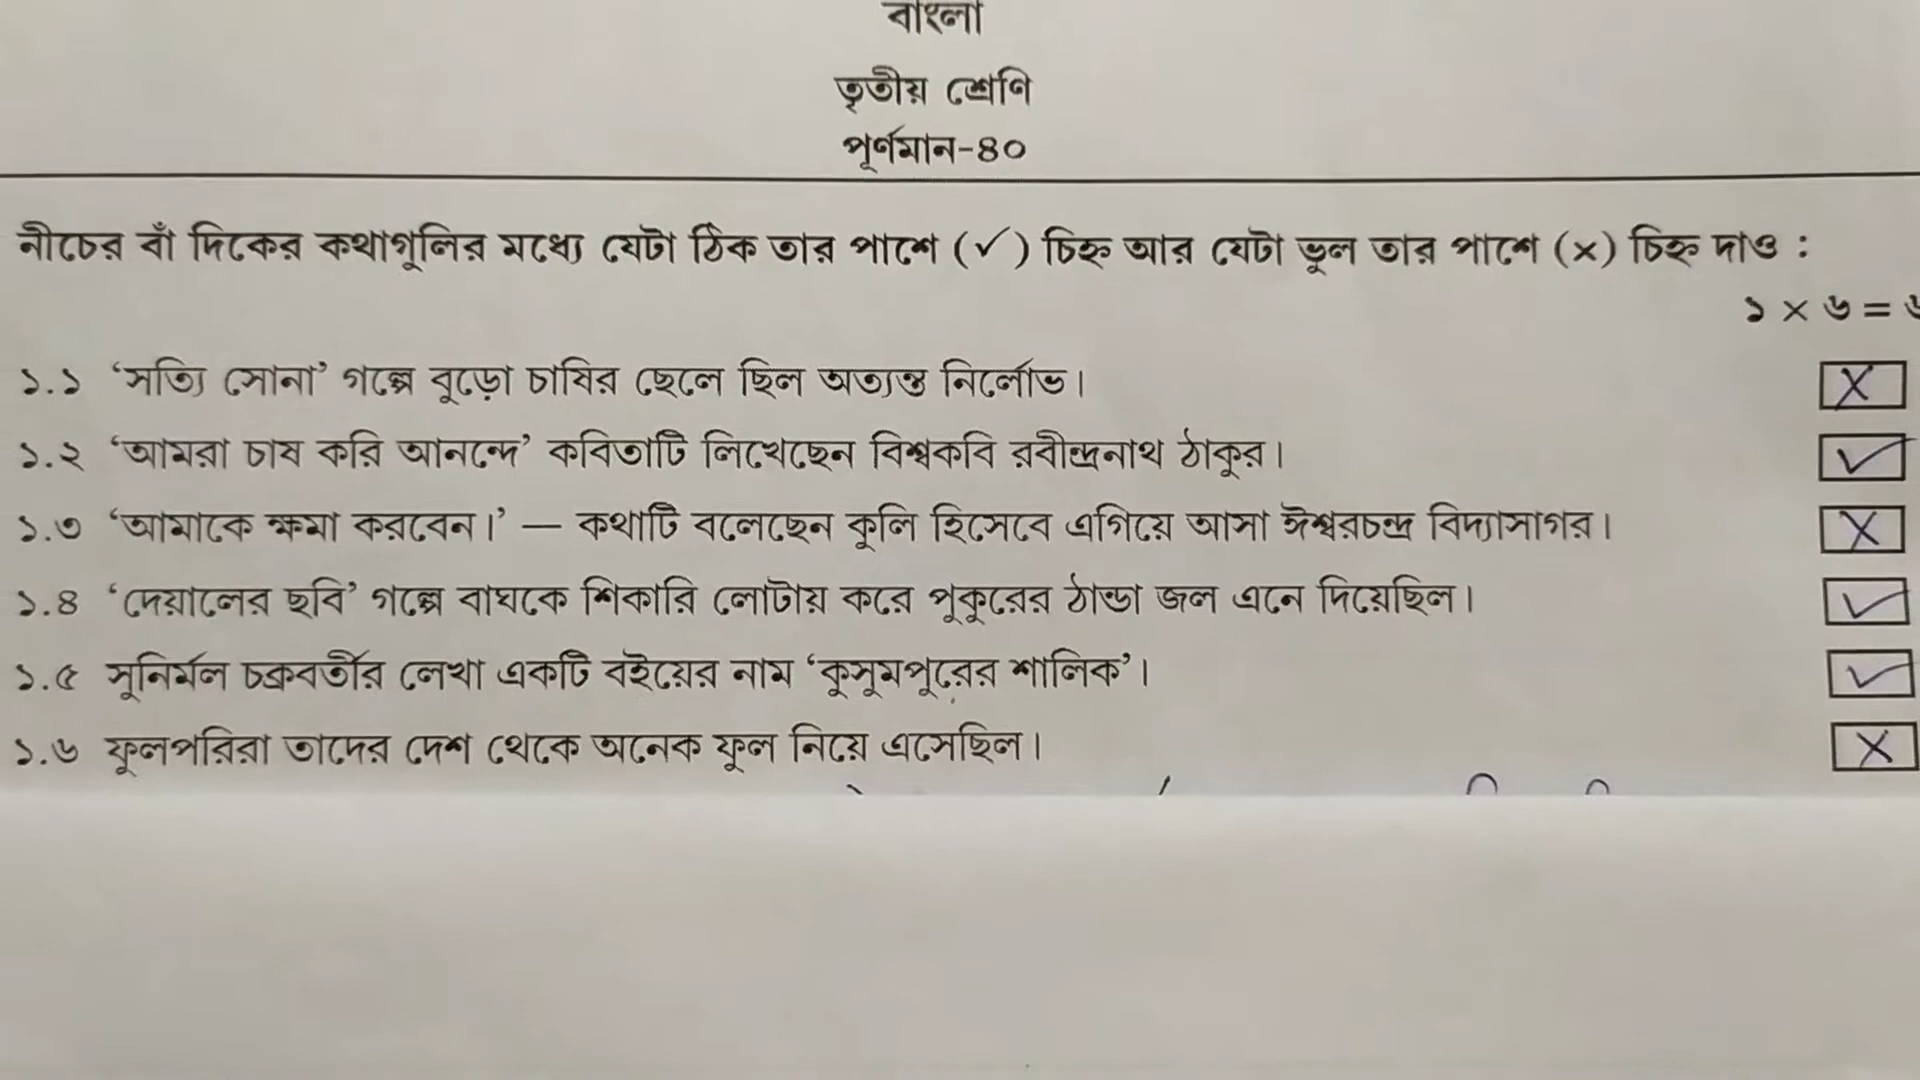 বাংলা
তৃতীয় শ্রেণি
পূর্ণমান-৪০
নীচের বাঁ দিকের কথাগুলির মধ্যে যেটা ঠিক তার পাশে (✓) চিহ্ন আর যেটা ভুল তার পাশে (×) চিহ্ন দাও :
১ × ৬ = ৬
১.১ ‘সত্যি সোনা’ গল্পে বুড়ো চাষির ছেলে ছিল অত্যন্ত নির্লোভ। ×
১.২ ‘আমরা চাষ করি আনন্দে’ কবিতাটি লিখেছেন বিশ্বকবি রবীন্দ্রনাথ ঠাকুর। ✓
১.৩ ‘আমাকে ক্ষমা করবেন।’ — কথাটি বলেছেন কুলি হিসেবে এগিয়ে আসা ঈশ্বরচন্দ্র বিদ্যাসাগর। ×
১.৪ ‘দেয়ালের ছবি’ গল্পে বাঘকে শিকারি লোটায় করে পুকুরের ঠান্ডা জল এনে দিয়েছিল। ✓
১.৫ সুনির্মল চক্রবর্তীর লেখা একটি বইয়ের নাম ‘কুসুমপুরের শালিক’। ✓
১.৬ ফুলপরিরা তাদের দেশ থেকে অনেক ফুল নিয়ে এসেছিল। ×